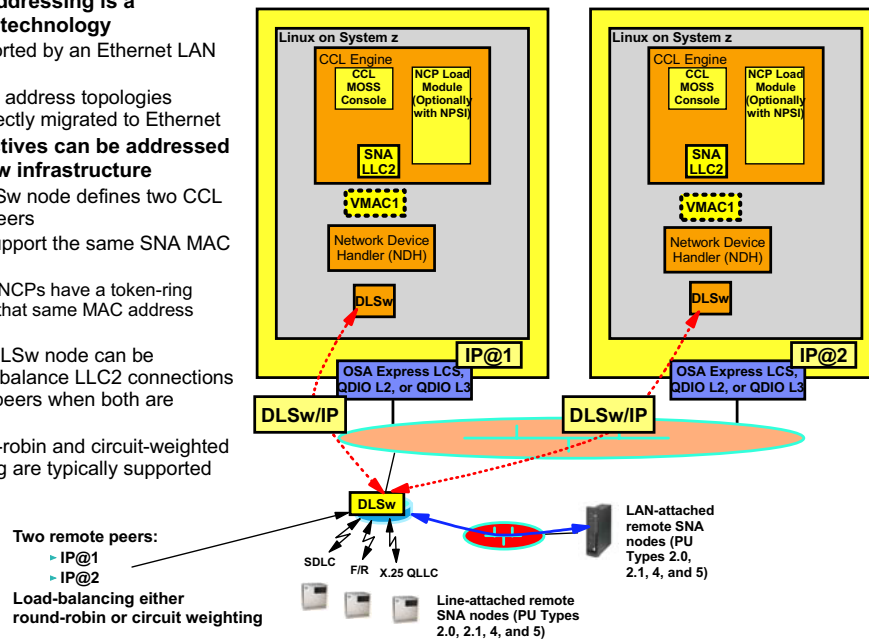 ddressing is a
technology
orted by an Ethernet LAN
address topologies
ectly migrated to Ethernet
tives can be addressed
w infrastructure
Sw node defines two CCL
eers
upport the same SNA MAC
NCPs have a token-ring
that same MAC address
LSw node can be
balance LLC2 connections
peers when both are
-robin and circuit-weighted
g are typically supported
Linux on System z
CCL Engine
CCL
MOSS
Console
NCP Load
Module
(Optionally
with NPSI)
SNA
LLC2
VMAC1
Network Device
Handler (NDH)
DLSw
IP@1
OSA Express LCS,
QDIO L2, or QDIO L3
DLSw/IP
Linux on System z
CCL Engine
CCL
MOSS
Console
NCP Load
Module
(Optionally
with NPSI)
SNA
LLC2
VMAC1
Network Device
Handler (NDH)
DLSw
IP@2
OSA Express LCS,
QDIO L2, or QDIO L3
DLSw/IP
DLSw
SDLC
F/R
X.25 QLLC
LAN-attached
remote SNA
nodes (PU
Types 2.0,
2.1, 4, and 5)
Two remote peers:
► IP@1
► IP@2
Load-balancing either
round-robin or circuit weighting
Line-attached remote
SNA nodes (PU Types
2.0, 2.1, 4, and 5)